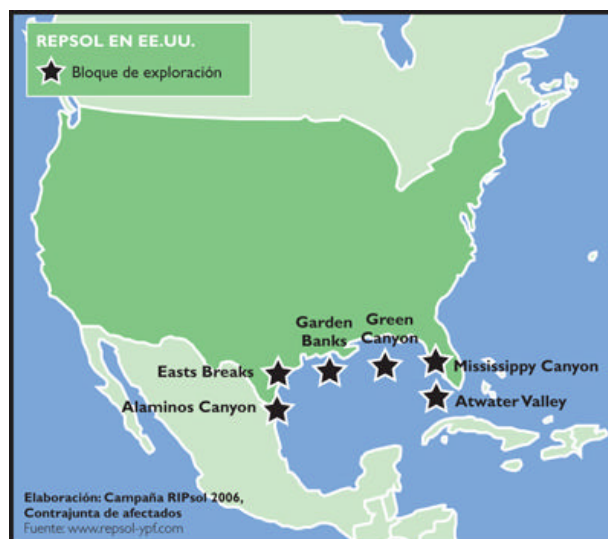 REPSOL EN EE.UU.
Bloque de exploración
Garden
Banks
Green
Canyon
Easts Breaks
Mississippy Canyon
Alaminos Canyon
Atwater Valley
Elaboración: Campaña RIPsol 2006,
Contrajunta de afectados
Fuente: www.repsol-ypf.com